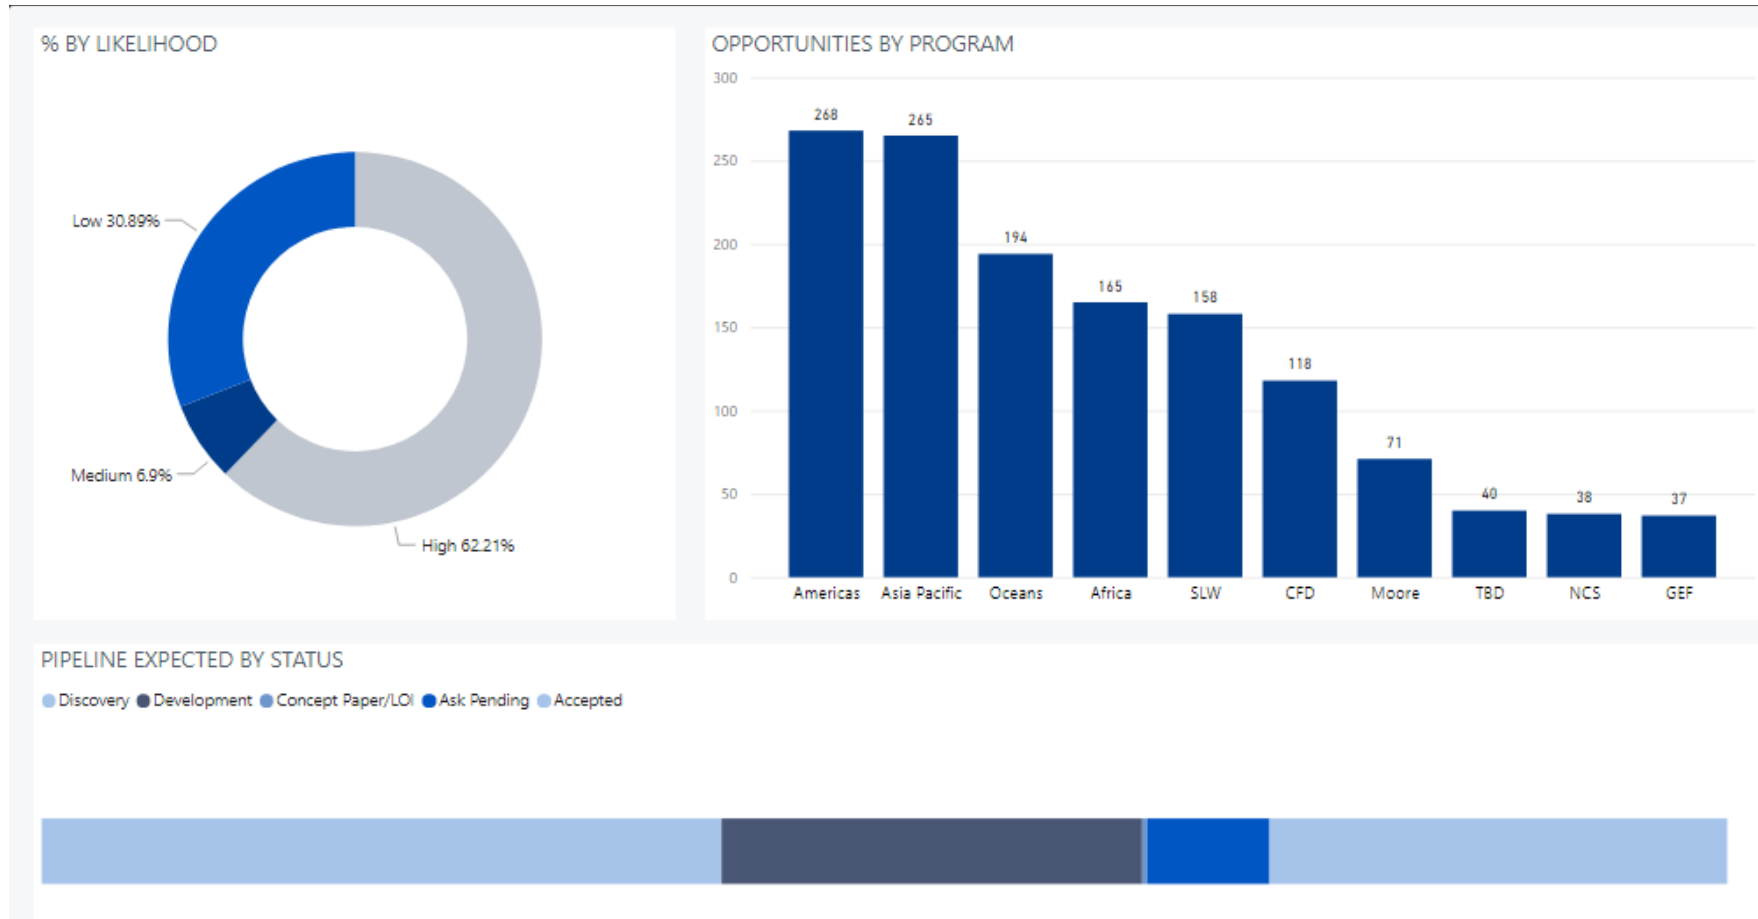 % BY LIKELIHOOD
Low 30.89%
Medium 6.9%
High 62.21%
OPPORTUNITIES BY PROGRAM
300
250
200
150
100
50
0
268
265
194
165
158
118
71
40
38
37
Americas Asia Pacific Oceans Africa SLW CFD Moore TBD NCS GEF
PIPELINE EXPECTED BY STATUS
Discovery Development Concept Paper/LOI Ask Pending Accepted